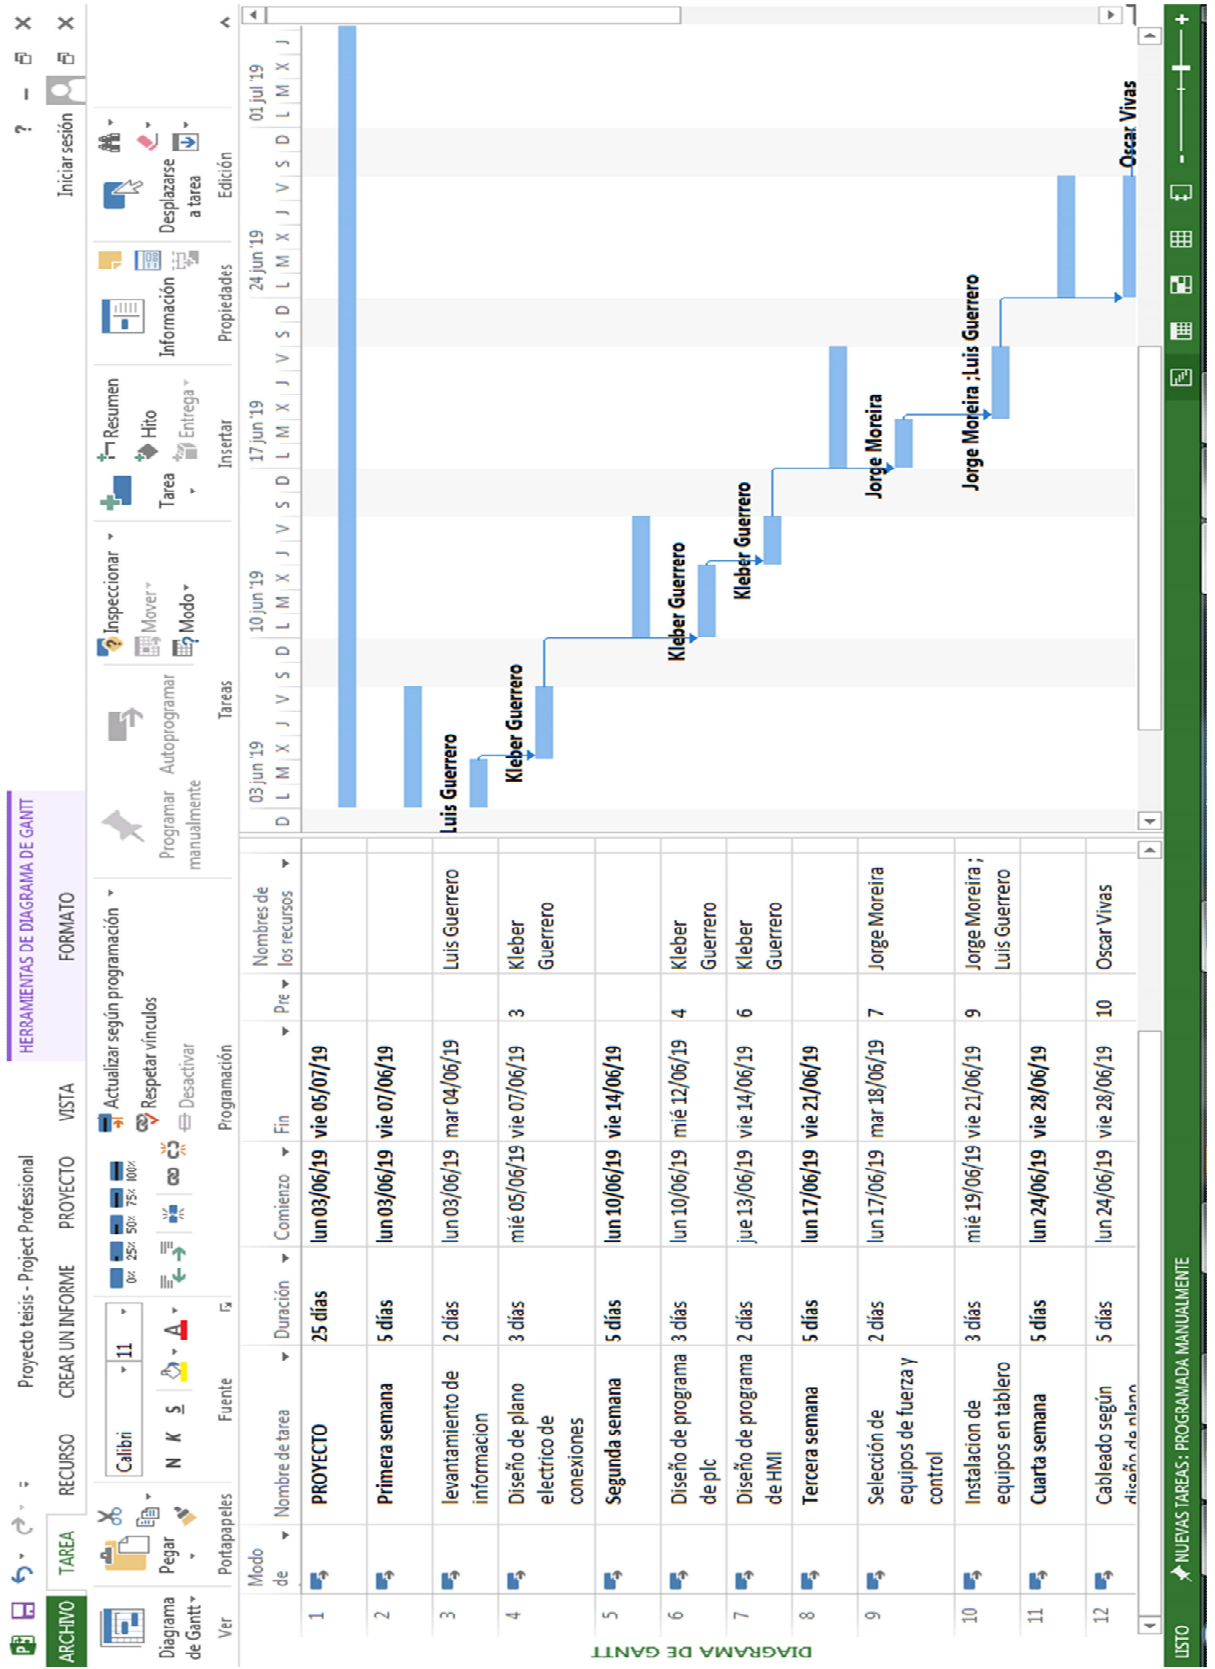 Proyecto teisis - Project Professional
HERRAMIENTAS DE DIAGRAMA DE GANTT
?
ARCHIVO TAREA RECURSO CREAR UN INFORME PROYECTO VISTA FORMATO
Iniciar sesión
Diagrama
de Gantt
Ver
Pegar
Portapapeles
Calibri 11
N K S A
Fuente
0% 25% 50% 75% 100%
Actualizar según programación
Respetar vínculos
Desactivar
Programación
Programar
manualmente
Autoprogramar
Inspeccionar
Mover
Modo
Tareas
Tarea
Resumen
Hito
Entrega
Insertar
Información
Propiedades
Desplazarse
a tarea
Edición
Modo
de
Nombre de tarea
Duración
Comienzo
Fin
Pre
Nombres de
los recursos
1 PROYECTO 25 días lun 03/06/19 vie 05/07/19
2 Primera semana 5 días lun 03/06/19 vie 07/06/19
3 levantamiento de 2 días lun 03/06/19 mar 04/06/19 Luis Guerrero
informacion
4 Diseño de plano 3 días mié 05/06/19 vie 07/06/19 3 Kleber
electrico de Guerrero
conexiones
5 Segunda semana 5 días lun 10/06/19 vie 14/06/19
6 Diseño de programa 3 días lun 10/06/19 mié 12/06/19 4 Kleber
de plc Guerrero
7 Diseño de programa 2 días jue 13/06/19 vie 14/06/19 6 Kleber
de HMI Guerrero
8 Tercera semana 5 días lun 17/06/19 vie 21/06/19
9 Selección de 2 días lun 17/06/19 mar 18/06/19 7 Jorge Moreira
equipos de fuerza y
control
10 Instalacion de 3 días mié 19/06/19 vie 21/06/19 9 Jorge Moreira ;
equipos en tablero Luis Guerrero
11 Cuarta semana 5 días lun 24/06/19 vie 28/06/19
12 Cableado según 5 días lun 24/06/19 vie 28/06/19 10 Oscar Vivas
diseño de plano
DIAGRAMA DE GANTT
03 jun '19 10 jun '19 17 jun '19 24 jun '19 01 jul '19
D L M X J V S D L M X J V S D L M X J V S D L M X J V S D L M X J
Luis Guerrero
Kleber Guerrero
Kleber Guerrero
Kleber Guerrero
Jorge Moreira
Jorge Moreira ;Luis Guerrero
Oscar Vivas
LISTO NUEVAS TAREAS: PROGRAMADA MANUALMENTE